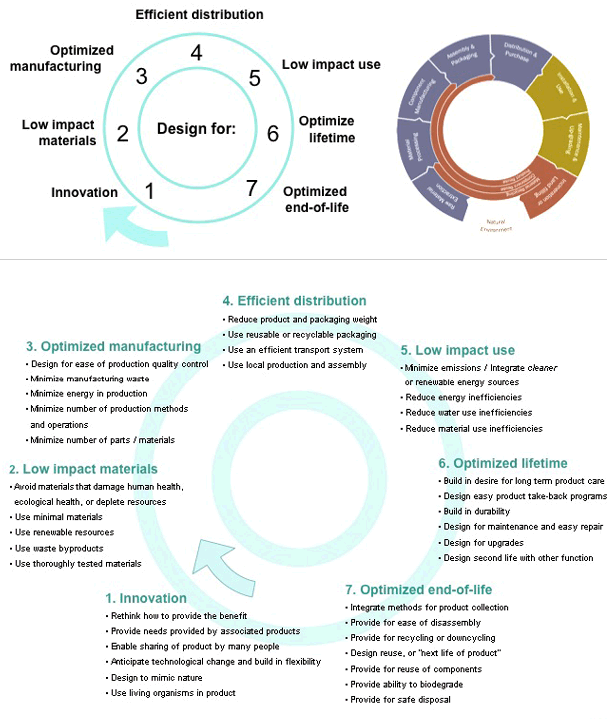 Efficient distribution
Optimized
manufacturing
4
3
5
Low impact use
Low impact
materials
2
Design for:
6
Optimize
lifetime
Innovation
1
7
Optimized
end-of-life
Assembly &
Packaging
Distribution &
Purchase
Component
Manufacturing
Installation &
Use
Material
Processing
Maintenance &
Upgrading
Raw Material
Extraction
Incineration or
Land filling
Natural
Environment
4. Efficient distribution
• Reduce product and packaging weight
• Use reusable or recyclable packaging
• Use an efficient transport system
• Use local production and assembly
3. Optimized manufacturing
• Design for ease of production quality control
• Minimize manufacturing waste
• Minimize energy in production
• Minimize number of production methods
and operations
• Minimize number of parts / materials
5. Low impact use
• Minimize emissions / Integrate cleaner
or renewable energy sources
• Reduce energy inefficiencies
• Reduce water use inefficiencies
• Reduce material use inefficiencies
2. Low impact materials
• Avoid materials that damage human health,
ecological health, or deplete resources
• Use minimal materials
• Use renewable resources
• Use waste byproducts
• Use thoroughly tested materials
6. Optimized lifetime
• Build in desire for long term product care
• Design easy product take-back programs
• Build in durability
• Design for maintenance and easy repair
• Design for upgrades
• Design second life with other function
1. Innovation
• Rethink how to provide the benefit
• Provide needs provided by associated products
• Enable sharing of product by many people
• Anticipate technological change and build in flexibility
• Design to mimic nature
• Use living organisms in product
7. Optimized end-of-life
• Integrate methods for product collection
• Provide for ease of disassembly
• Provide for recycling or downcycling
• Design reuse, or "next life of product"
• Provide for reuse of components
• Provide ability to biodegrade
• Provide for safe disposal